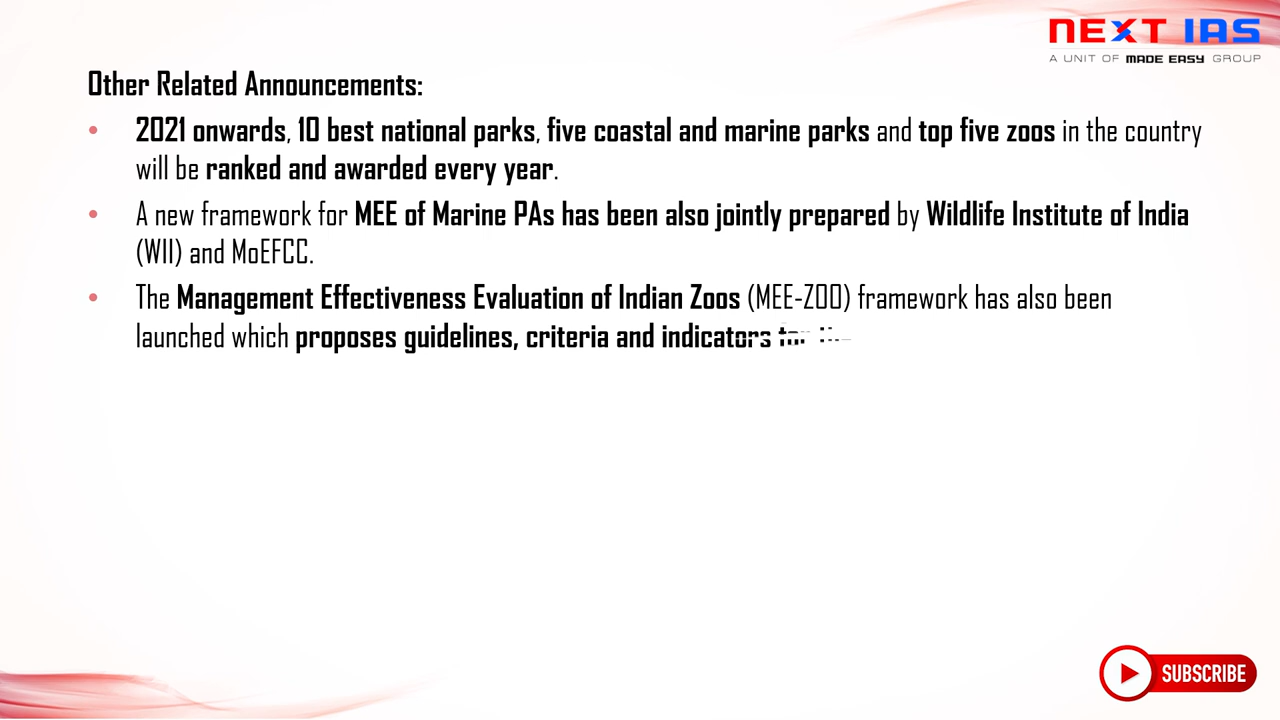 NEXT IAS
A UNIT OF MADE EASY GROUP
Other Related Announcements:
• 2021 onwards, 10 best national parks, five coastal and marine parks and top five zoos in the country
will be ranked and awarded every year.
• A new framework for MEE of Marine PAs has been also jointly prepared by Wildlife Institute of India
(WII) and MoEFCC.
• The Management Effectiveness Evaluation of Indian Zoos (MEE-ZOO) framework has also been
launched which proposes guidelines, criteria and indicators
SUBSCRIBE